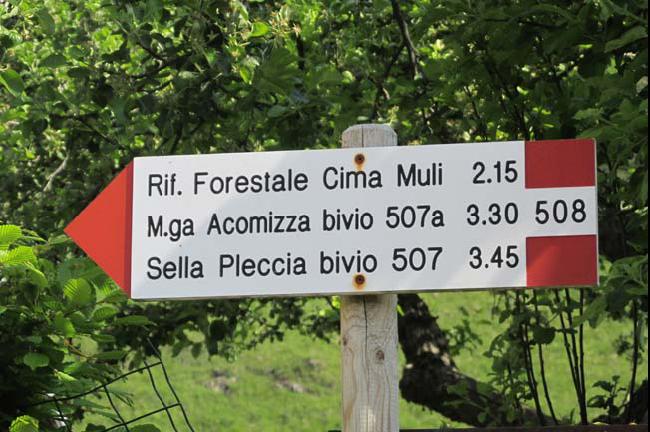 Rif. Forestale Cima Muli 2.15
M.ga Acomizza bivio 507a 3.30 508
Sella Pleccia bivio 507 3.45